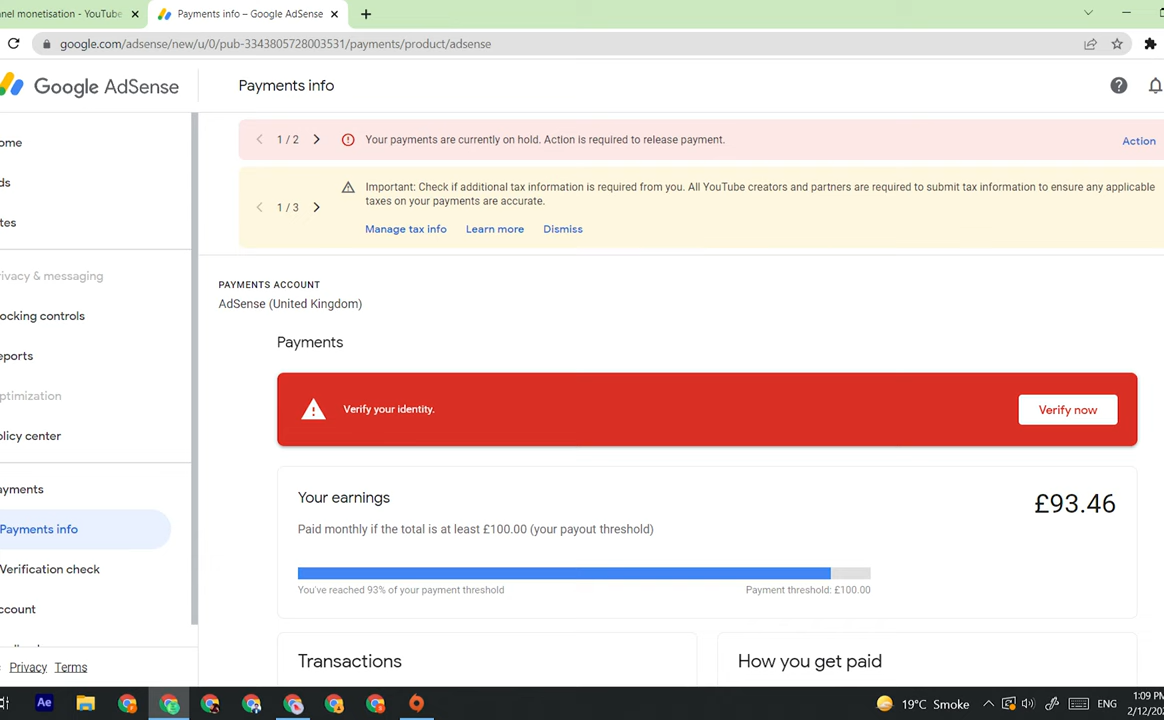 nel monetisation - YouTube
Payments info – Google AdSense
google.com/adsense/new/u/0/pub-3343805728003531/payments/product/adsense
Google AdSense
Payments info
1 / 2
Your payments are currently on hold. Action is required to release payment.
Action
1 / 3
Important: Check if additional tax information is required from you. All YouTube creators and partners are required to submit tax information to ensure any applicable
taxes on your payments are accurate.
Manage tax info Learn more Dismiss
ome
ds
tes
rivacy & messaging
ocking controls
eports
ptimization
olicy center
ayments
Payments info
Verification check
ccount
Privacy Terms
PAYMENTS ACCOUNT
AdSense (United Kingdom)
Payments
Verify your identity.
Verify now
Your earnings
£93.46
Paid monthly if the total is at least £100.00 (your payout threshold)
You've reached 93% of your payment threshold
Payment threshold: £100.00
Transactions
How you get paid
Ae
19°C Smoke
ENG
1:09 PM
2/12/20